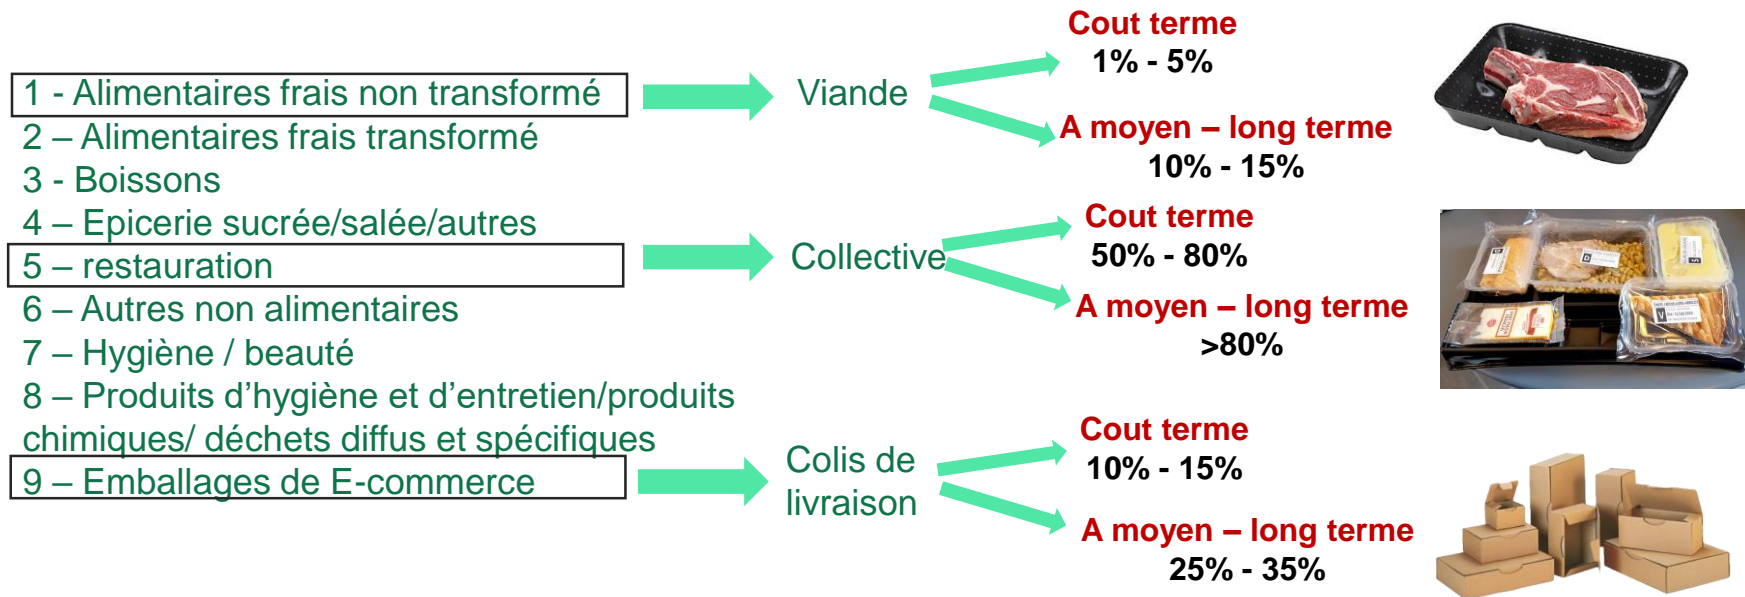 1 - Alimentaires frais non transformé
2 – Alimentaires frais transformé
3 - Boissons
4 – Epicerie sucrée/salée/autres
5 – restauration
6 – Autres non alimentaires
7 – Hygiène / beauté
8 – Produits d’hygiène et d’entretien/produits
chimiques/ déchets diffus et spécifiques
9 – Emballages de E-commerce
Viande
Cout terme
1% - 5%
A moyen – long terme
10% - 15%
Collective
Cout terme
50% - 80%
A moyen – long terme
>80%
Colis de
livraison
Cout terme
10% - 15%
A moyen – long terme
25% - 35%